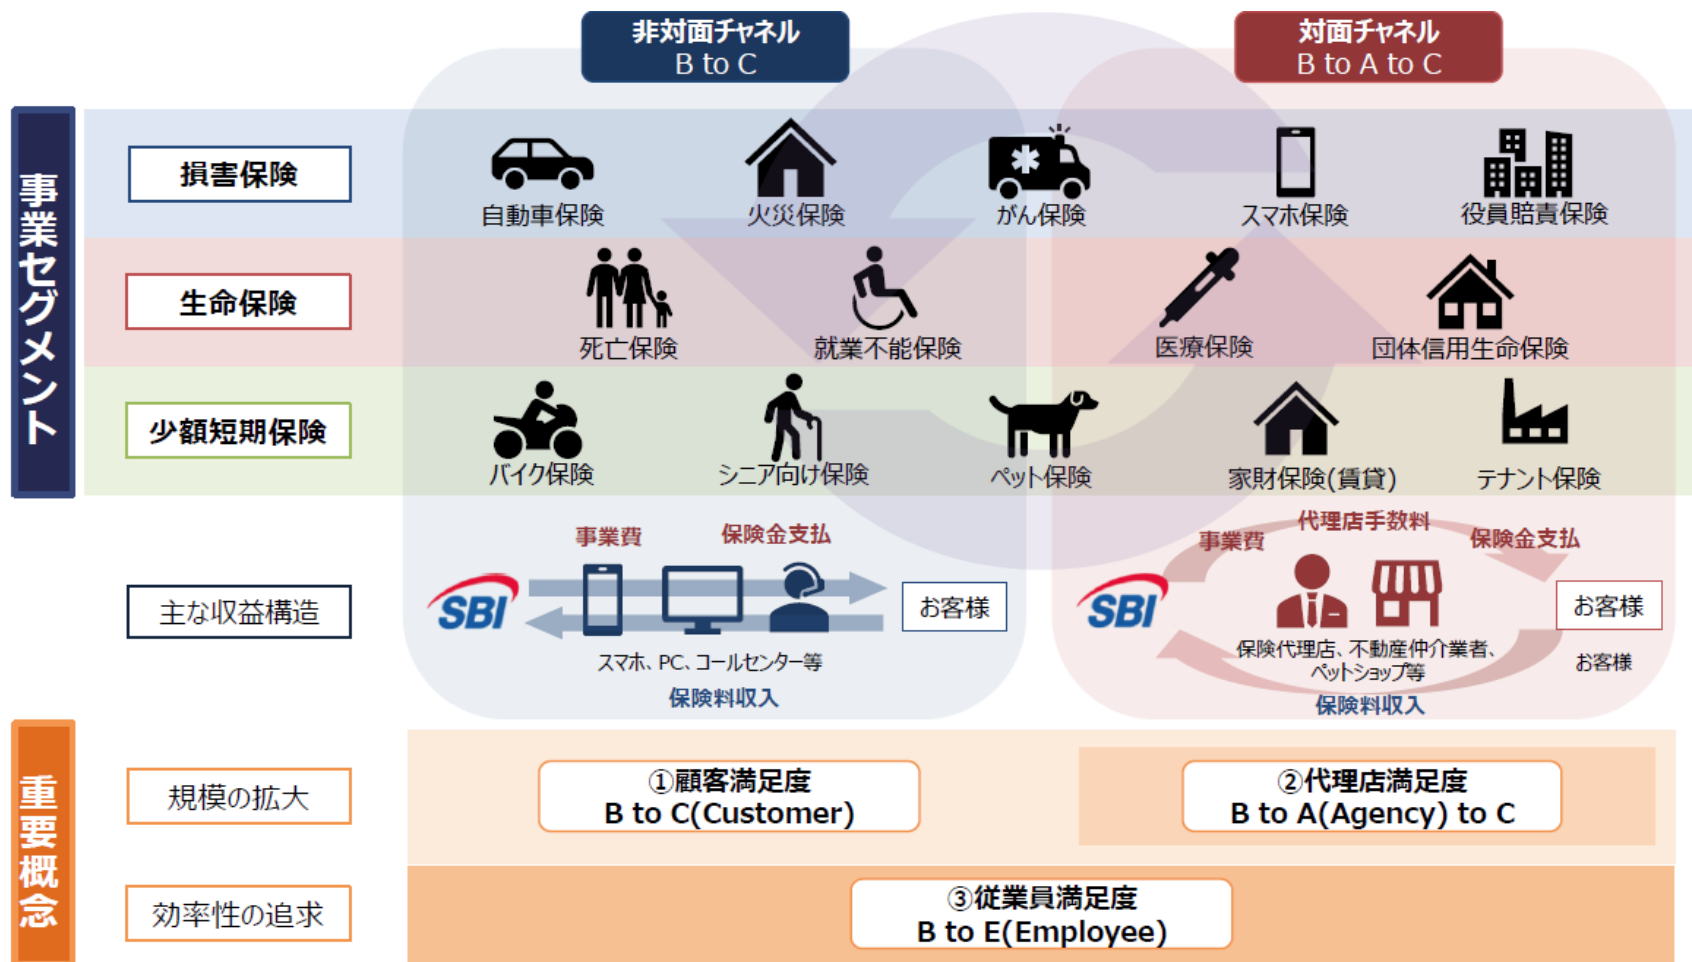 非対面チャネル
B to C
対面チャネル
B to A to C
事業セグメント
損害保険
自動車保険
火災保険
がん保険
スマホ保険
役員賠責保険
生命保険
死亡保険
就業不能保険
医療保険
団体信用生命保険
少額短期保険
バイク保険
シニア向け保険
ペット保険
家財保険(賃貸)
テナント保険
主な収益構造
事業費
保険金支払
SBI
お客様
スマホ、PC、コールセンター等
保険料収入
代理店手数料
事業費
保険金支払
SBI
お客様
保険代理店、不動産仲介業者、
ペットショップ等
お客様
保険料収入
重要概念
規模の拡大
①顧客満足度
B to C(Customer)
②代理店満足度
B to A(Agency) to C
効率性の追求
③従業員満足度
B to E(Employee)